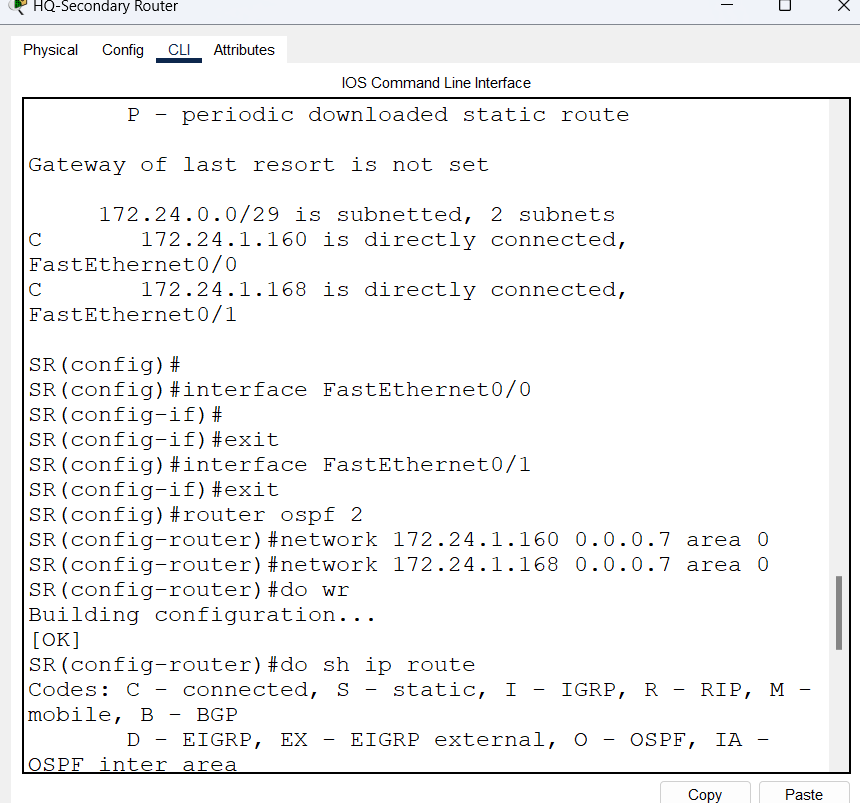 HQ-Secondary Router
Physical Config CLI Attributes
IOS Command Line Interface
P - periodic downloaded static route
Gateway of last resort is not set
172.24.0.0/29 is subnetted, 2 subnets
C 172.24.1.160 is directly connected,
FastEthernet0/0
C 172.24.1.168 is directly connected,
FastEthernet0/1
SR(config)#
SR(config)#interface FastEthernet0/0
SR(config-if)#
SR(config-if)#exit
SR(config)#interface FastEthernet0/1
SR(config-if)#exit
SR(config)#router ospf 2
SR(config-router)#network 172.24.1.160 0.0.0.7 area 0
SR(config-router)#network 172.24.1.168 0.0.0.7 area 0
SR(config-router)#do wr
Building configuration...
[OK]
SR(config-router)#do sh ip route
Codes: C - connected, S - static, I - IGRP, R - RIP, M -
mobile, B - BGP
D - EIGRP, EX - EIGRP external, O - OSPF, IA -
OSPF inter area
Copy Paste